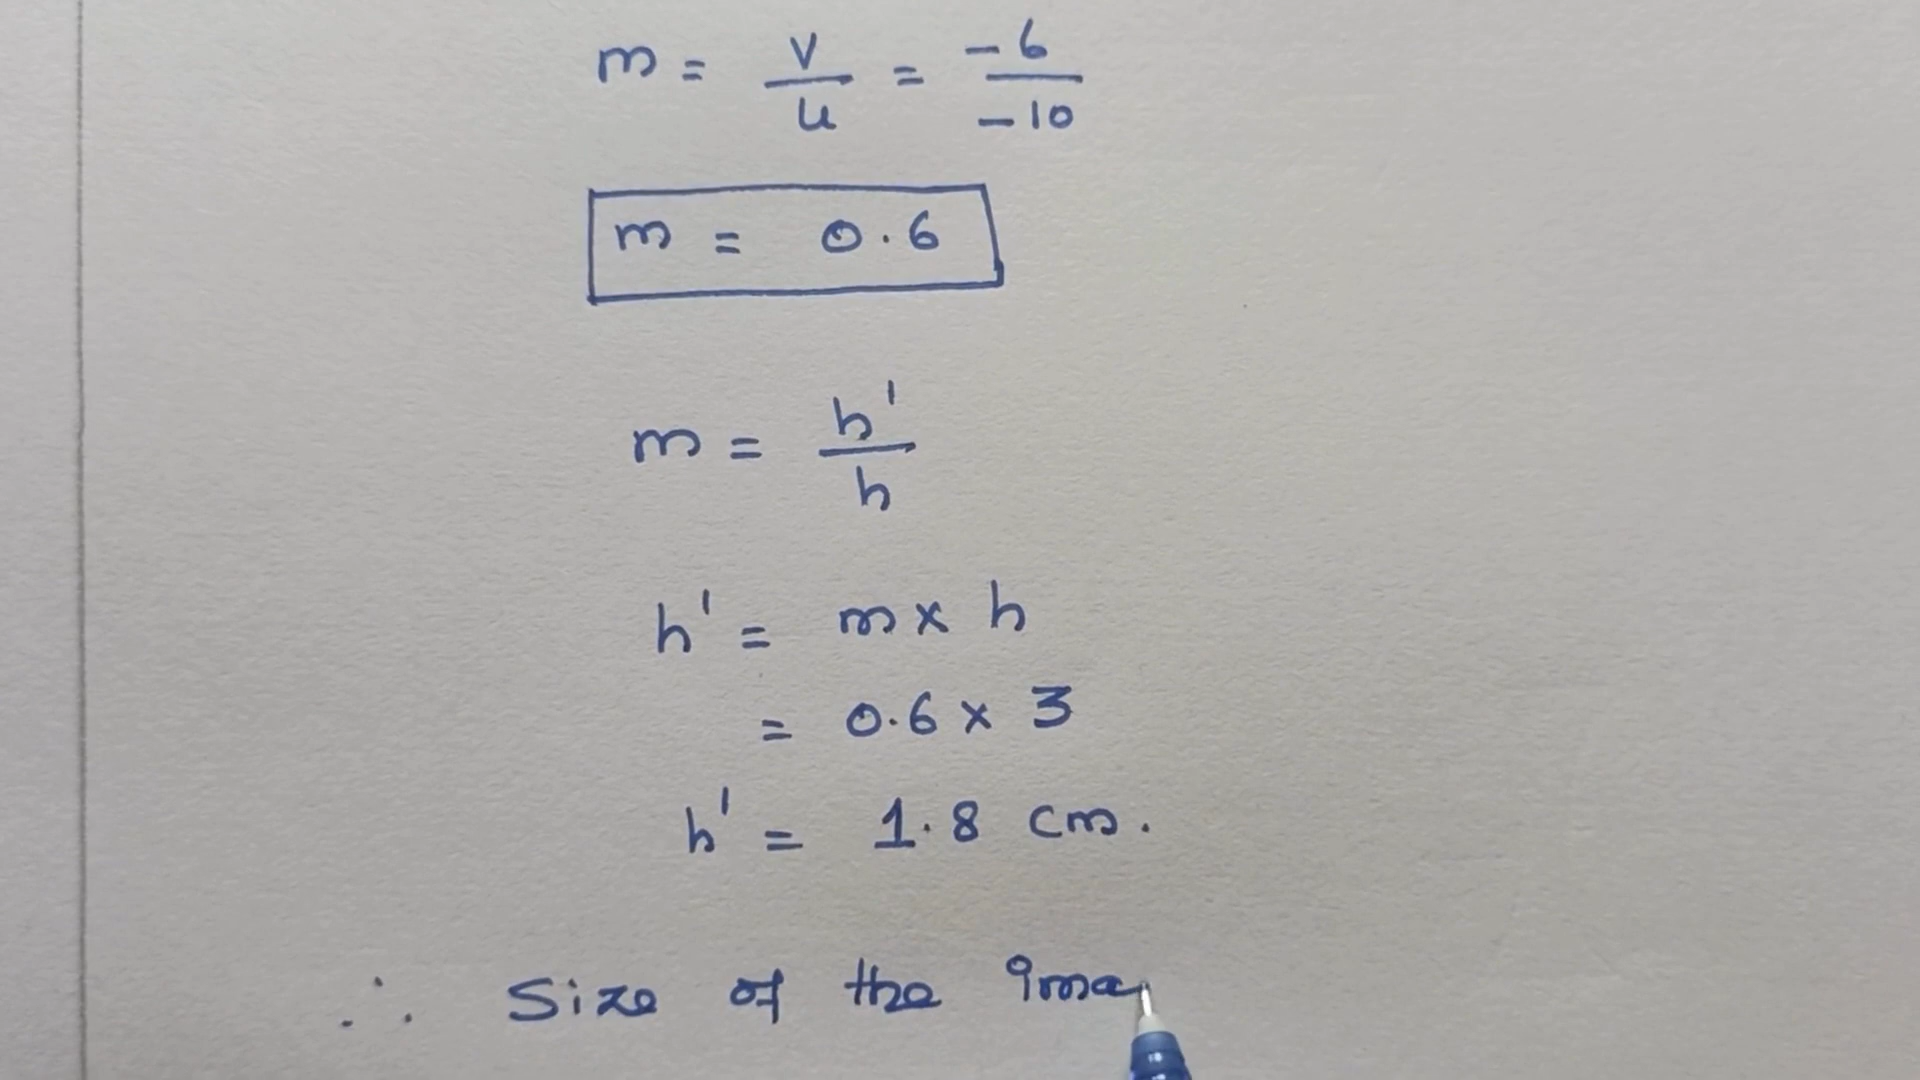 m = v/u = -6/-10
m = 0.6
m = h'/h
h' = m x h
= 0.6 x 3
h' = 1.8 cm.
∴ Size of the ima